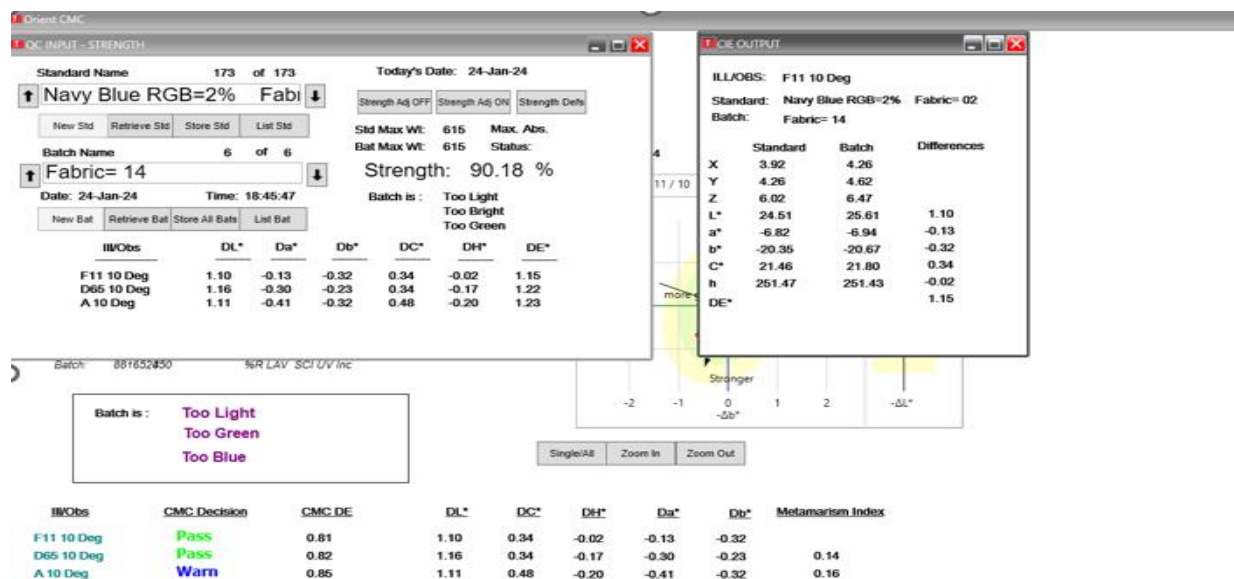 Orient CMC
QC INPUT - STRENGTH
Standard Name 173 of 173 Today's Date: 24-Jan-24
Navy Blue RGB=2% Fabi
Strength Adj OFF Strength Adj ON Strength Defs
New Std Retrieve Std Store Std List Std
Std Max Wt: 615 Max. Abs.
Bat Max Wt: 615 Status:
Batch Name 6 of 6
Fabric= 14
Strength: 90.18 %
Date: 24-Jan-24 Time: 18:45:47
Batch is : Too Light
Too Bright
Too Green
New Bat Retrieve Bat Store All Bats List Bat
Ill/Obs DL* Da* Db* DC* DH* DE*
F11 10 Deg 1.10 -0.13 -0.32 0.34 -0.02 1.15
D65 10 Deg 1.16 -0.30 -0.23 0.34 -0.17 1.22
A 10 Deg 1.11 -0.41 -0.32 0.48 -0.20 1.23
CIE OUTPUT
ILL/OBS: F11 10 Deg
Standard: Navy Blue RGB=2% Fabric= 02
Batch: Fabric= 14
Standard Batch Differences
X 3.92 4.26
Y 4.26 4.62
Z 6.02 6.47
L* 24.51 25.61 1.10
a* -6.82 -6.94 -0.13
b* -20.35 -20.67 -0.32
C* 21.46 21.80 0.34
h 251.47 251.43 -0.02
DE* 1.15
4
11 / 10
more
Stronger
-2 -1 0 1 2 -ΔL*
-Δb*
Batch: %R LAV SCI UV Inc
Batch is : Too Light
Too Green
Too Blue
Single/All Zoom In Zoom Out
Ill/Obs CMC Decision CMC DE DL* DC* DH* Da* Db* Metamarism Index
F11 10 Deg Pass 0.81 1.10 0.34 -0.02 -0.13 -0.32
D65 10 Deg Pass 0.82 1.16 0.34 -0.17 -0.30 -0.23 0.14
A 10 Deg Warn 0.85 1.11 0.48 -0.20 -0.41 -0.32 0.16